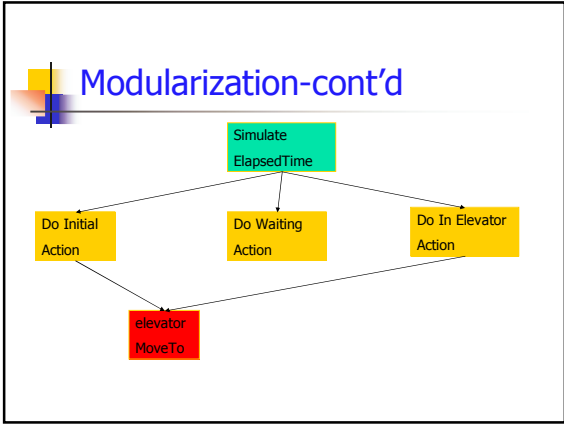 Modularization-cont’d
Simulate
ElapsedTime
Do Initial
Action
Do Waiting
Action
Do In Elevator
Action
elevator
MoveTo